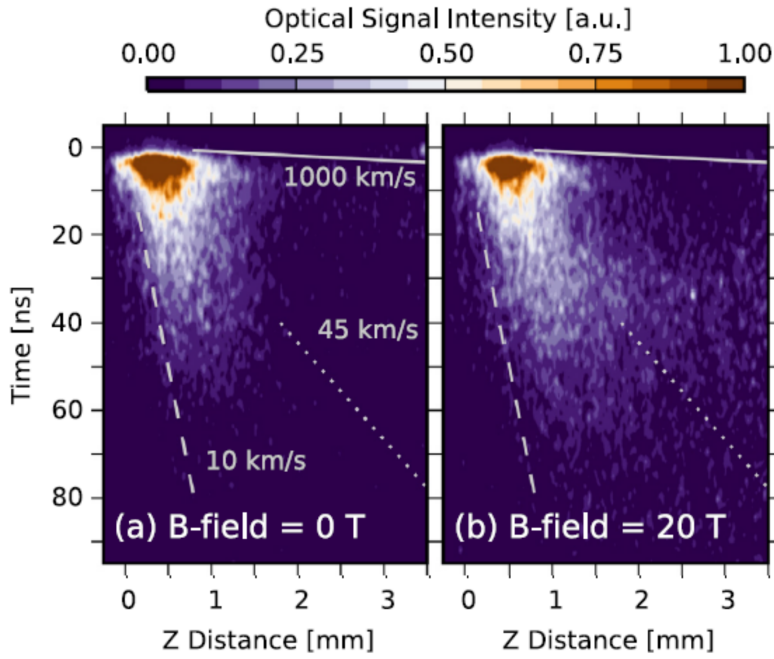 Optical Signal Intensity [a.u.]
0.00 0.25 0.50 0.75 1.00
0
20
40
60
80
Time [ns]
1000 km/s
45 km/s
10 km/s
(a) B-field = 0 T
(b) B-field = 20 T
0 1 2 3
0 1 2 3
Z Distance [mm]
Z Distance [mm]